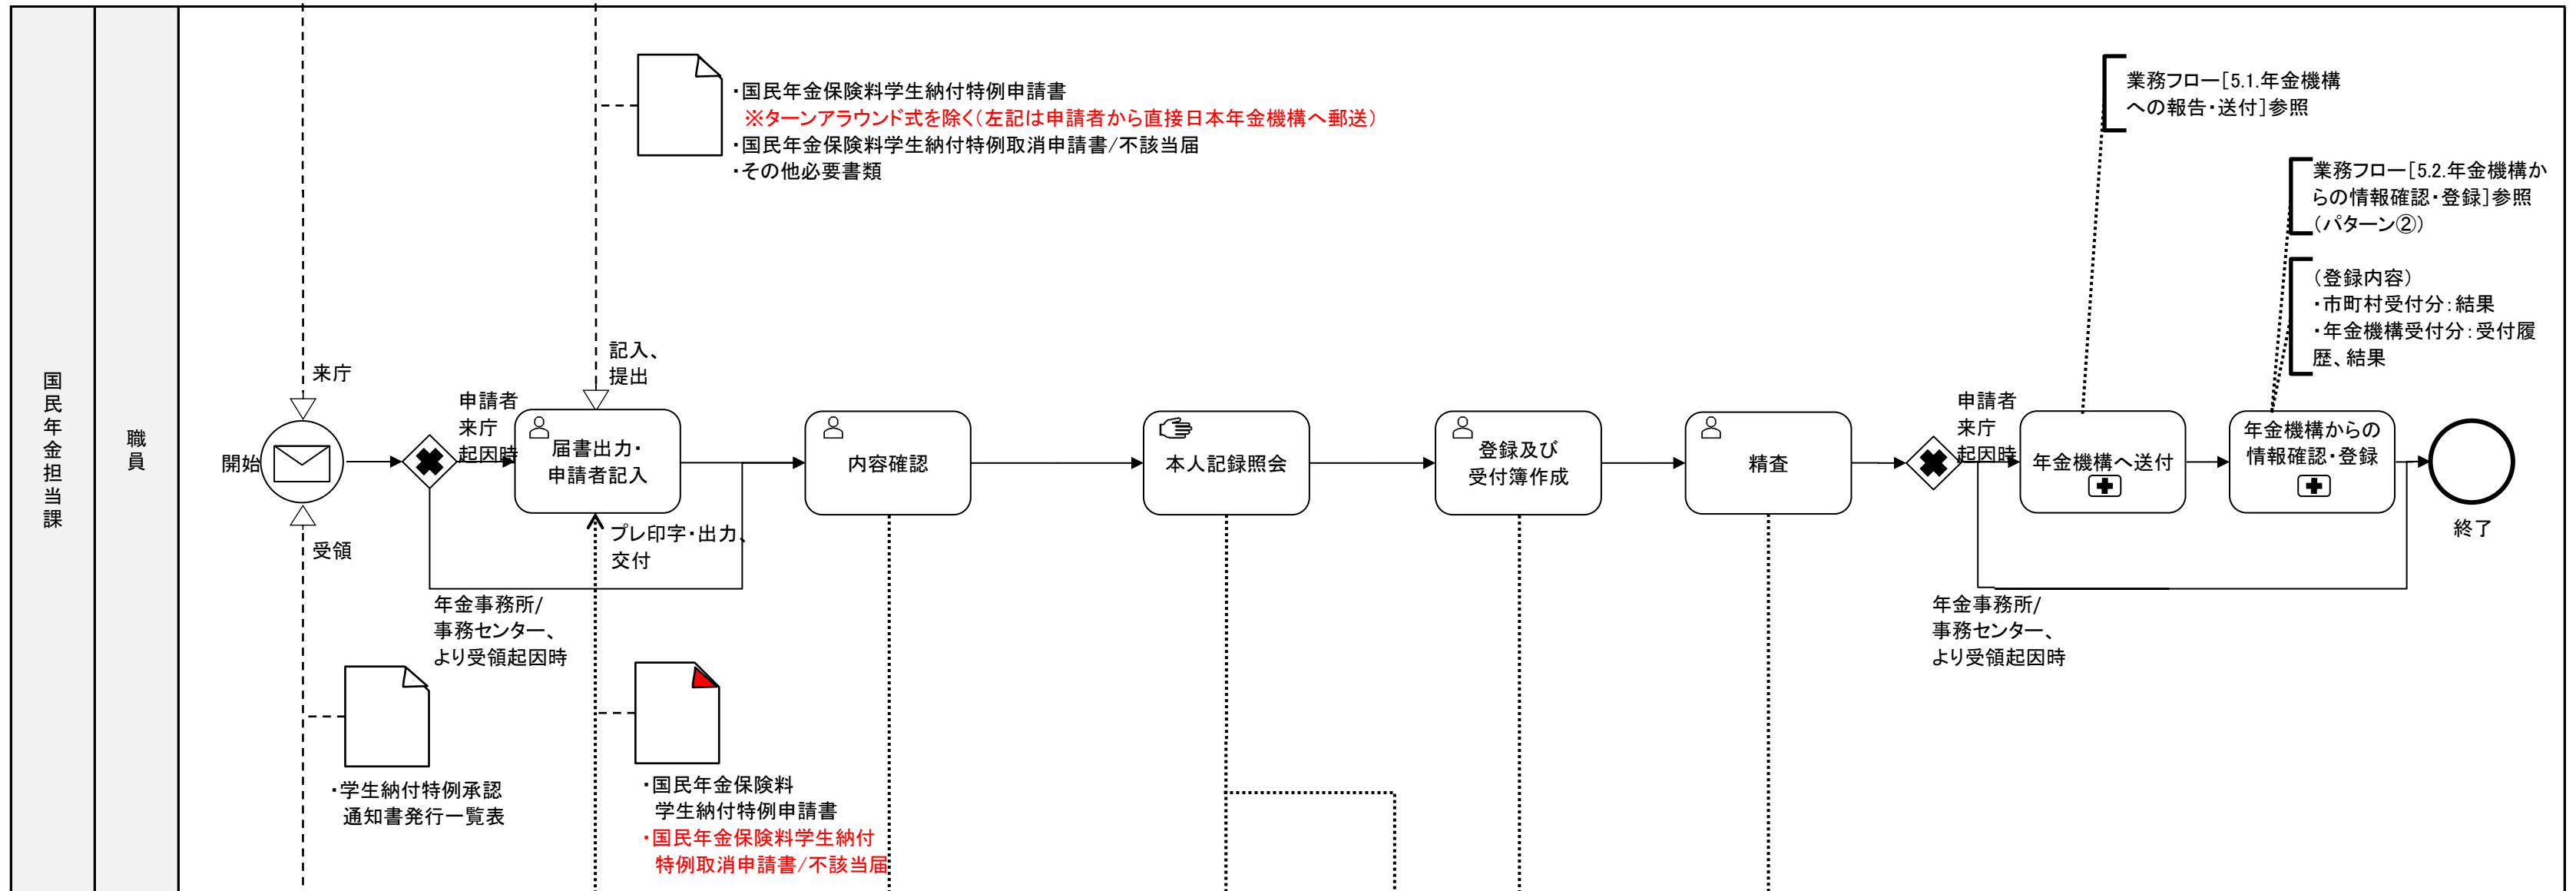 国民年金担当課
職員
・国民年金保険料学生納付特例申請書
※ターンアラウンド式を除く（左記は申請者から直接日本年金機構へ郵送）
・国民年金保険料学生納付特例取消申請書/不該当届
・その他必要書類
業務フロー[5.1.年金機構
への報告・送付]参照
業務フロー[5.2.年金機構か
らの情報確認・登録]参照
（パターン②）
（登録内容）
・市町村受付分：結果
・年金機構受付分：受付履
歴、結果
来庁
記入、
提出
開始
申請者
来庁
起因時
届書出力・
申請者記入
内容確認
本人記録照会
登録及び
受付簿作成
精査
申請者
来庁
起因時
年金機構へ送付
年金機構からの
情報確認・登録
終了
受領
プレ印字・出力、
交付
年金事務所/
事務センター、
より受領起因時
年金事務所/
事務センター、
より受領起因時
・学生納付特例承認
通知書発行一覧表
・国民年金保険料
学生納付特例申請書
・国民年金保険料学生納付
特例取消申請書/不該当届